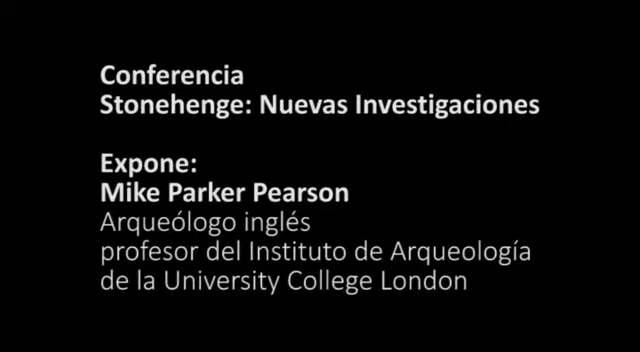 Conferencia
Stonehenge: Nuevas Investigaciones
Expone:
Mike Parker Pearson
Arqueólogo inglés
profesor del Instituto de Arqueología
de la University College London